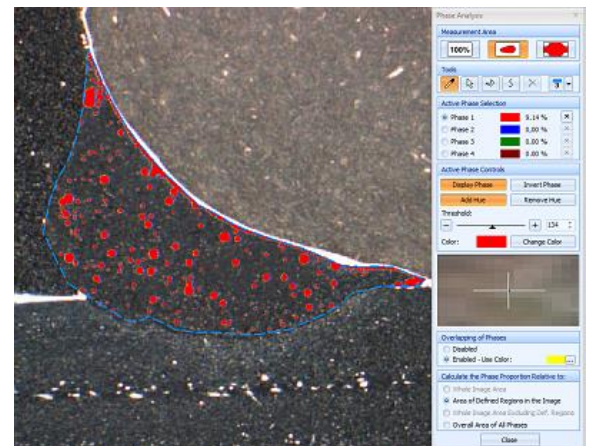 Phase Analysis
Measurement Area
100%
Tools
Active Phase Selection
Phase 1 9.14 %
Phase 2 0.00 %
Phase 3 0.00 %
Phase 4 0.00 %
Active Phase Controls
Display Phase Invert Phase
Add Hue Remove Hue
Threshold:
134
Color: Change Color
Overlapping of Phases
Disabled
Enabled - Use Color:
Calculate the Phase Proportion Relative to:
Whole Image Area
Area of Defined Regions in the Image
Whole Image Area Excluding Def. Regions
Overall Area of All Phases
Close